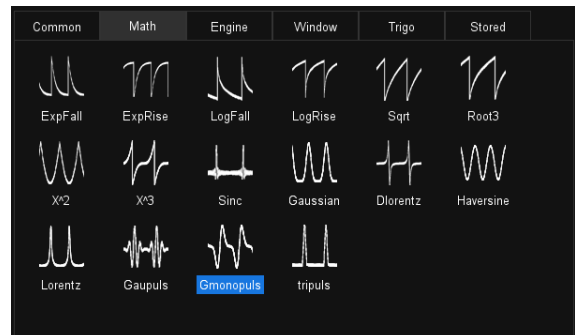 Common Math Engine Window Trigo Stored
ExpFall ExpRise LogFall LogRise Sqrt Root3
X^2 X^3 Sinc Gaussian Dlorentz Haversine
Lorentz Gaupuls Gmonopuls tripuls